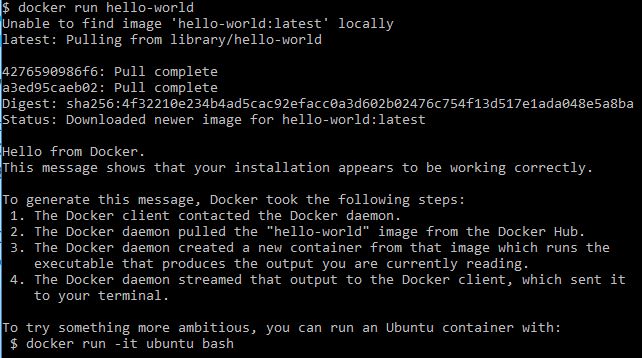 $ docker run hello-world
Unable to find image 'hello-world:latest' locally
latest: Pulling from library/hello-world
4276590986f6: Pull complete
a3ed95caeb02: Pull complete
Digest: sha256:4f32210e234b4ad5cac92efacc0a3d602b02476c754f13d517e1ada048e5a8ba
Status: Downloaded newer image for hello-world:latest
Hello from Docker.
This message shows that your installation appears to be working correctly.
To generate this message, Docker took the following steps:
1. The Docker client contacted the Docker daemon.
2. The Docker daemon pulled the "hello-world" image from the Docker Hub.
3. The Docker daemon created a new container from that image which runs the
executable that produces the output you are currently reading.
4. The Docker daemon streamed that output to the Docker client, which sent it
to your terminal.
To try something more ambitious, you can run an Ubuntu container with:
$ docker run -it ubuntu bash